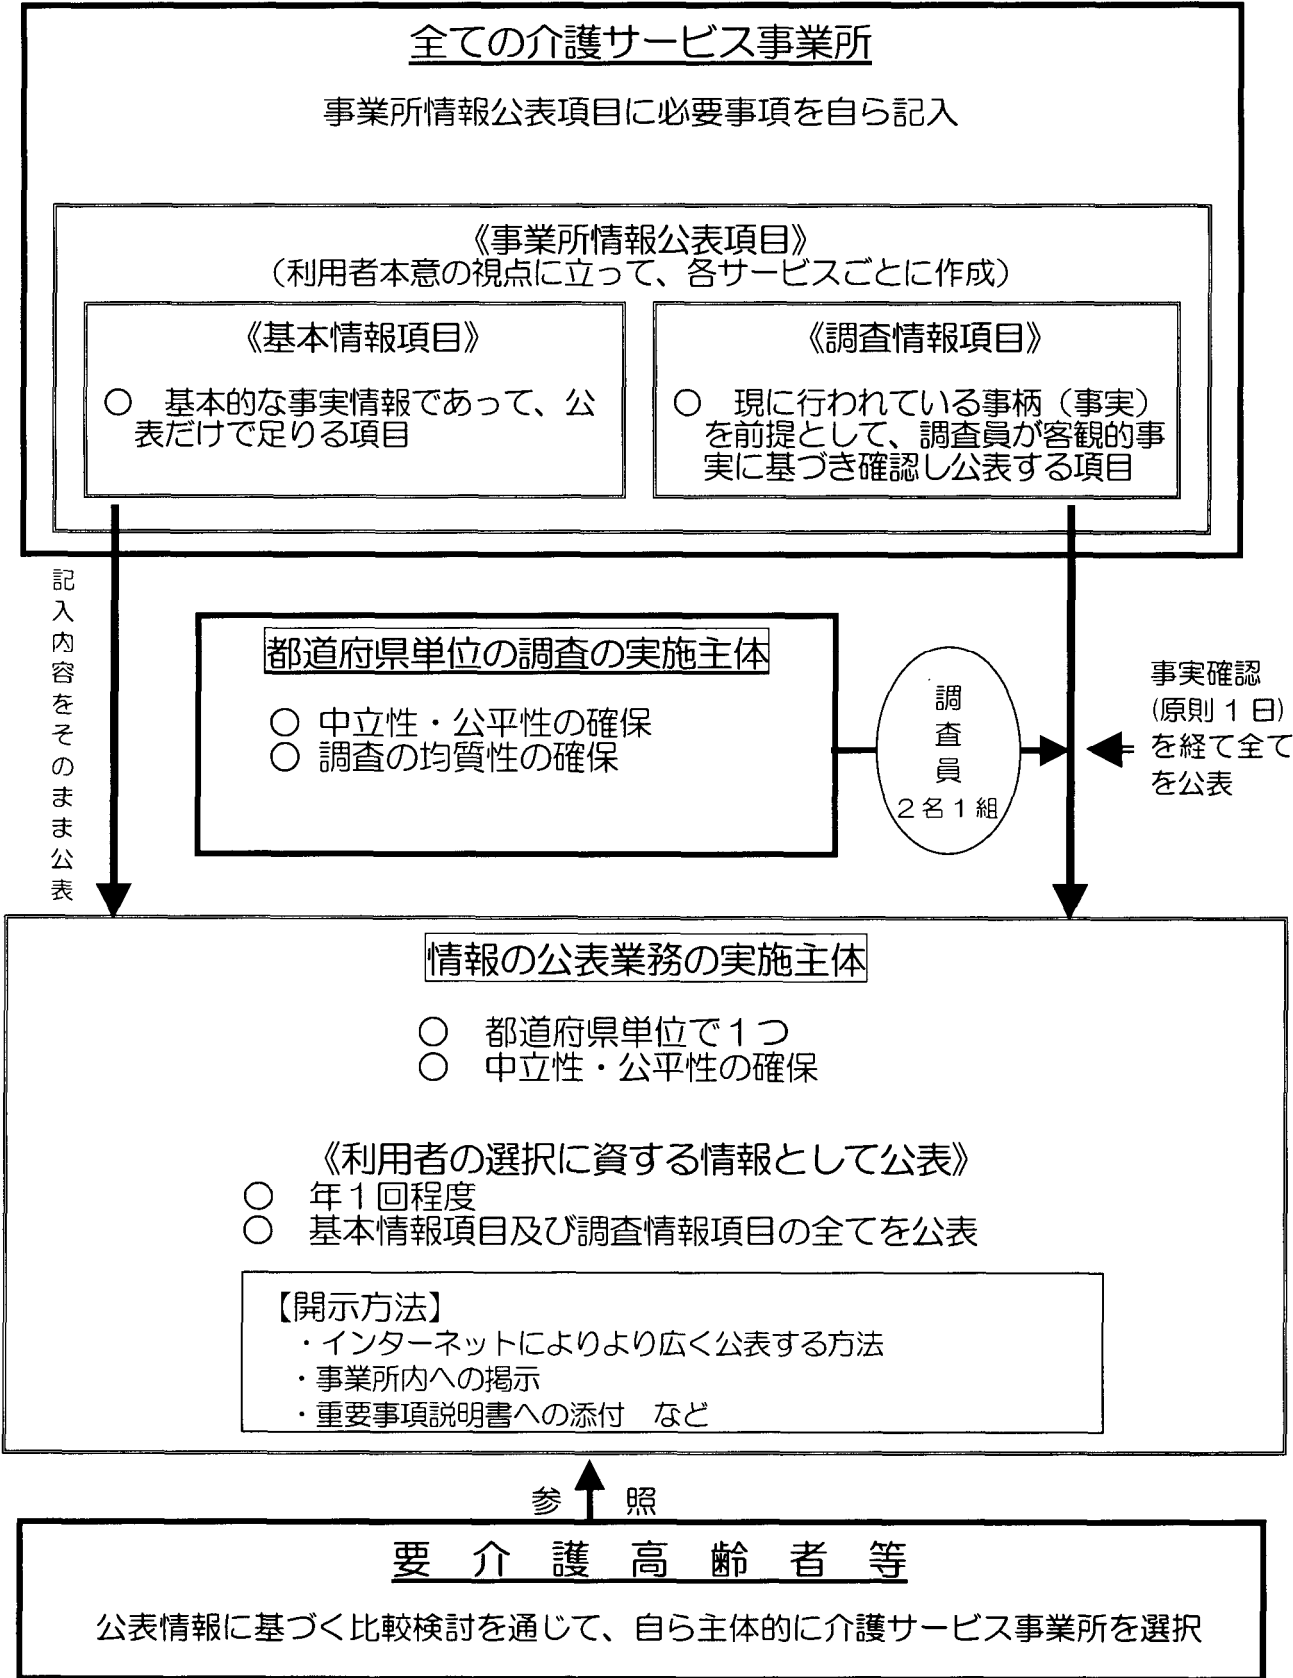 全ての介護サービス事業所
事業所情報公表項目に必要事項を自ら記入
《事業所情報公表項目》
（利用者本意の視点に立って、各サービスごとに作成）
《基本情報項目》
○　基本的な事実情報であって、公
表だけで足りる項目
《調査情報項目》
○　現に行われている事柄（事実）
を前提として、調査員が客観的事
実に基づき確認し公表する項目
記入内容をそのまま公表
都道府県単位の調査の実施主体
○ 中立性・公平性の確保
○ 調査の均質性の確保
調査員
２名１組
事実確認
(原則１日)
を経て全て
を公表
情報の公表業務の実施主体
○　都道府県単位で１つ
○　中立性・公平性の確保
《利用者の選択に資する情報として公表》
○　年１回程度
○　基本情報項目及び調査情報項目の全てを公表
【開示方法】
・インターネットによりより広く公表する方法
・事業所内への掲示
・重要事項説明書への添付　など
参　照
要　介　護　高　齢　者　等
公表情報に基づく比較検討を通じて、自ら主体的に介護サービス事業所を選択